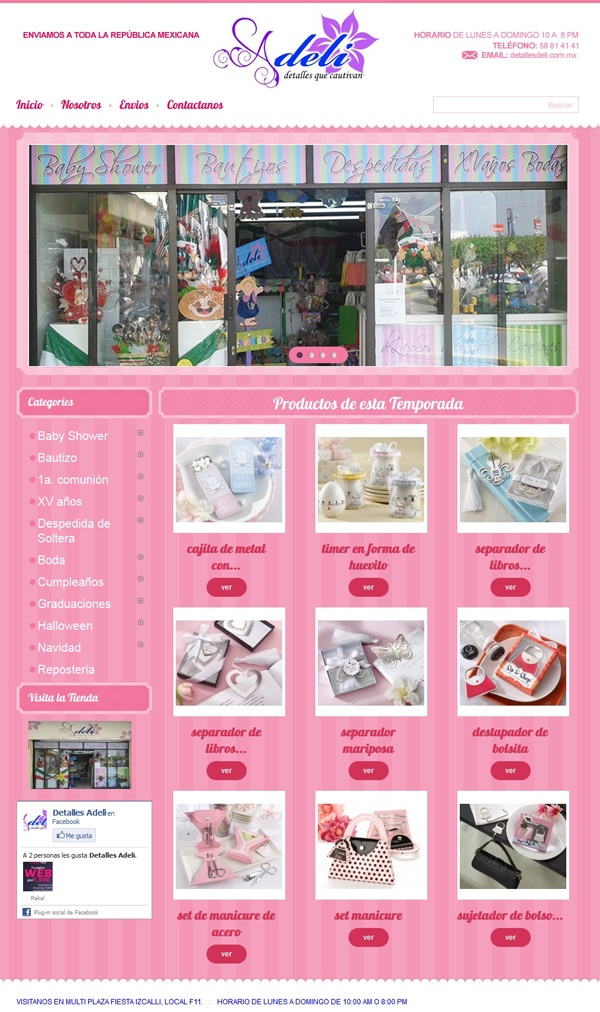 ENVIAMOS A TODA LA REPÚBLICA MEXICANA
Adeli
detalles que cautivan
HORARIO DE LUNES A DOMINGO 10 A 8 PM
TELÉFONO: 58 81 41 41
EMAIL: detallesdeli.com.mx
Inicio • Nosotros • Envios • Contactanos
Buscar
Baby Shower Bautizos Despedidas XVaños Bodas
Adeli
Categories
Baby Shower
Bautizo
1a. comunión
XV años
Despedida de
Soltera
Boda
Cumpleaños
Graduaciones
Halloween
Navidad
Reposteria
Visita la Tienda
Adeli
Detalles Adeli en
Facebook
Me gusta
A 2 personas les gusta Detalles Adeli.
WEB
Pakal
Plug-in social de Facebook
Productos de esta Temporada
cajita de metal
con...
ver
timer en forma de
huevito
ver
separador de
libros...
ver
separador de
libros...
ver
separador
mariposa
ver
Sip & Shop
destapador de
bolsita
ver
set de manicure de
acero
ver
set manicure
ver
sujetador de bolso...
ver
VISITANOS EN MULTI PLAZA FIESTA IZCALLI, LOCAL F11. :: HORARIO DE LUNES A DOMINGO DE 10:00 AM O 8:00 PM